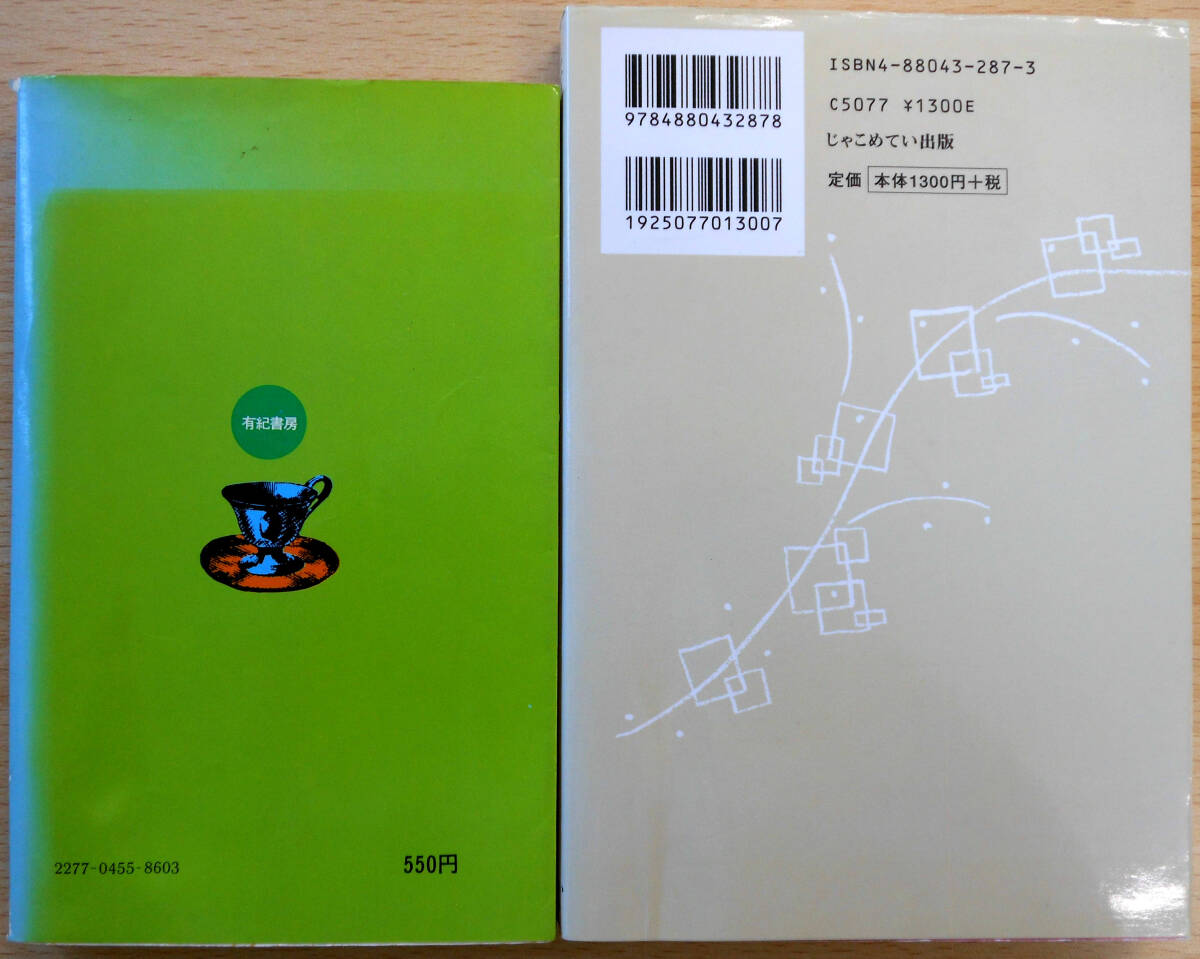 有紀書房
2277-0455-8603
550円
9784880432878
1925077013007
ISBN4-88043-287-3
C5077 ¥1300E
じゃこめてい出版
定価 本体1300円+税